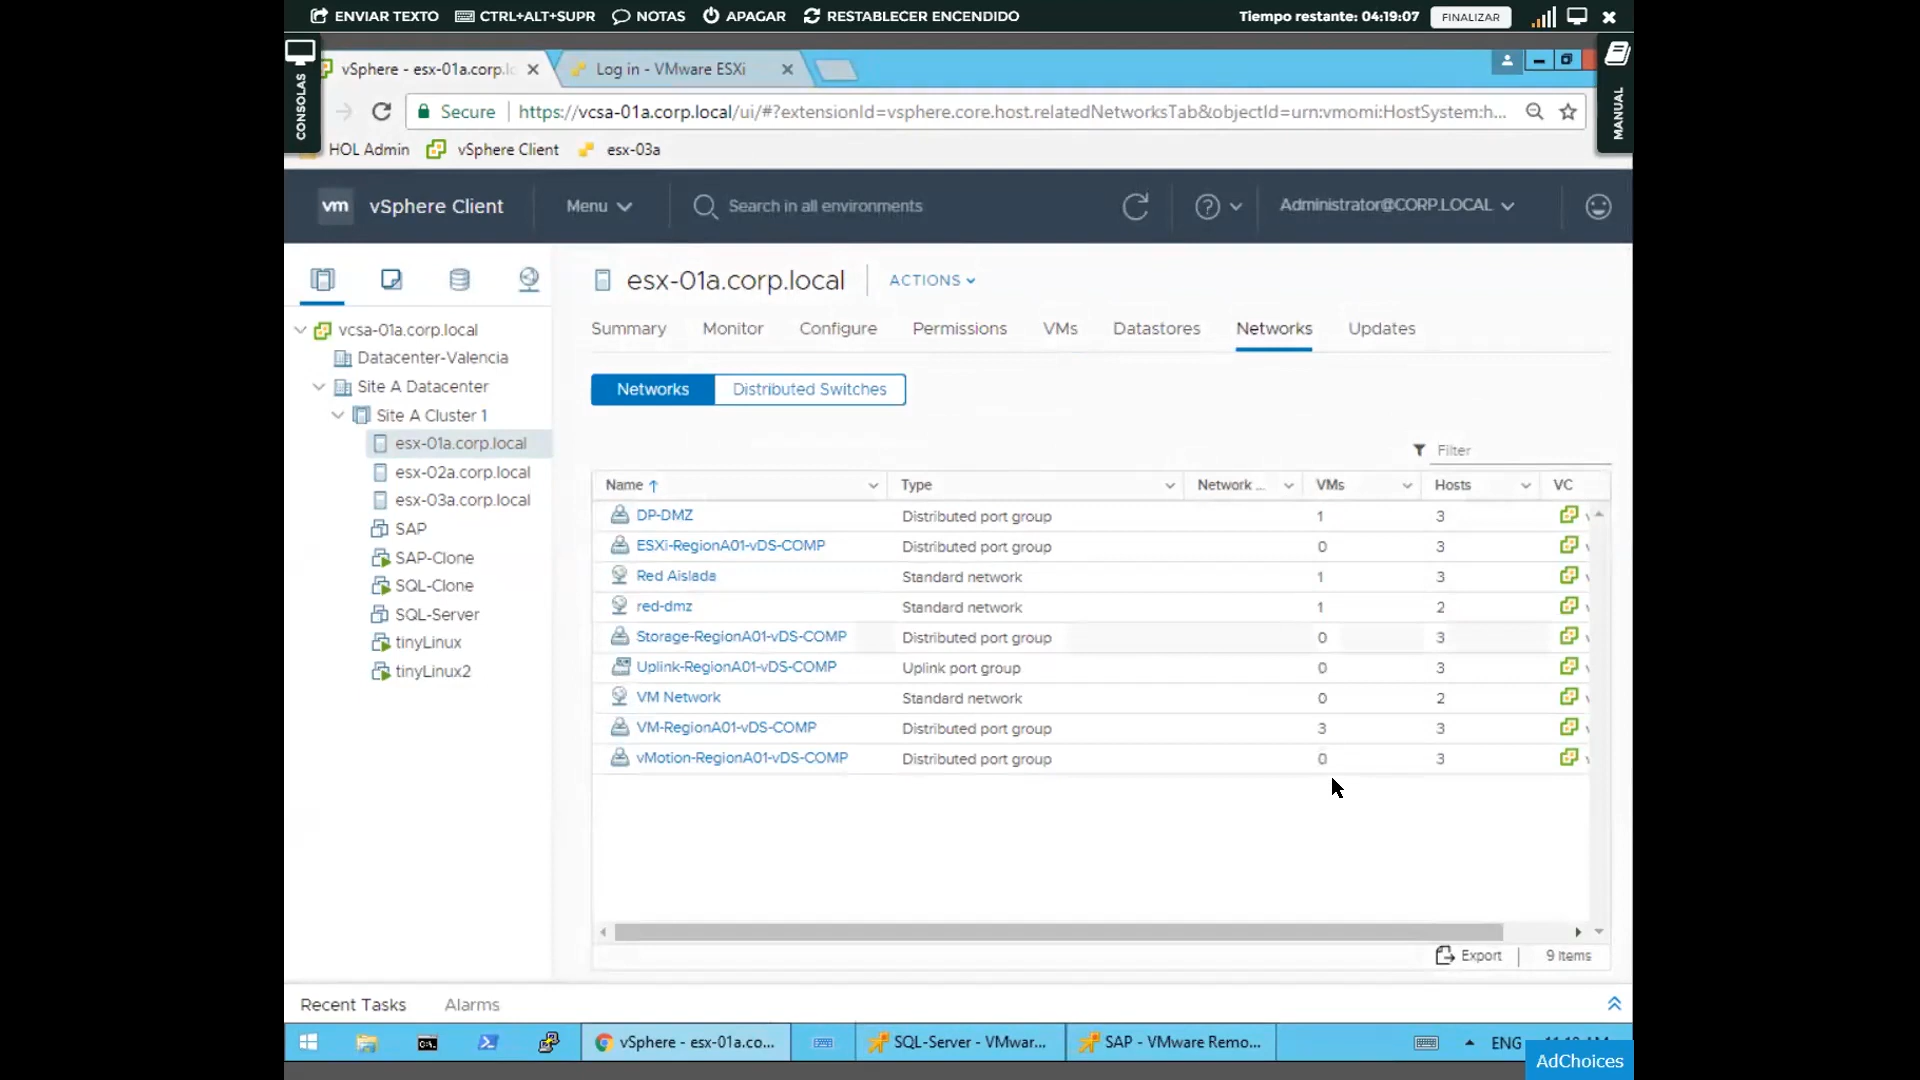 ENVIAR TEXTO CTRL+ALT+SUPR NOTAS APAGAR RESTABLECER ENCENDIDO Tiempo restante: 04:19:07 FINALIZAR
CONSOLAS
MANUAL
vSphere - esx-01a.corp.lo Log in - VMware ESXi
Secure https://vcsa-01a.corp.local/ui/#?extensionId=vsphere.core.host.relatedNetworksTab&objectId=urn:vmomi:HostSystem:h...
HOL Admin vSphere Client esx-03a
vm vSphere Client Menu Search in all environments Administrator@CORP.LOCAL
esx-01a.corp.local ACTIONS
Summary Monitor Configure Permissions VMs Datastores Networks Updates
Networks Distributed Switches
vcsa-01a.corp.local
Datacenter-Valencia
Site A Datacenter
Site A Cluster 1
esx-01a.corp.local
esx-02a.corp.local
esx-03a.corp.local
SAP
SAP-Clone
SQL-Clone
SQL-Server
tinyLinux
tinyLinux2
Filter
Name Type Network ... VMs Hosts VC
DP-DMZ Distributed port group 1 3
ESXi-RegionA01-vDS-COMP Distributed port group 0 3
Red Aislada Standard network 1 3
red-dmz Standard network 1 2
Storage-RegionA01-vDS-COMP Distributed port group 0 3
Uplink-RegionA01-vDS-COMP Uplink port group 0 3
VM Network Standard network 0 2
VM-RegionA01-vDS-COMP Distributed port group 3 3
vMotion-RegionA01-vDS-COMP Distributed port group 0 3
Export 9 Items
Recent Tasks Alarms
vSphere - esx-01a.co... SQL-Server - VMwar... SAP - VMware Remo... ENG
AdChoices